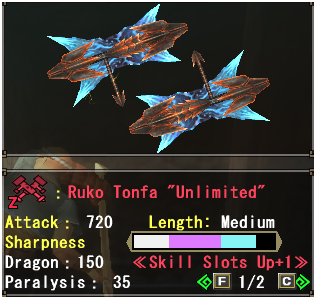 Z : Ruko Tonfa "Unlimited"
Attack : 720 Length: Medium
Sharpness
Dragon : 150 ≪Skill Slots Up+1≫
Paralysis : 35 F 1/2 C